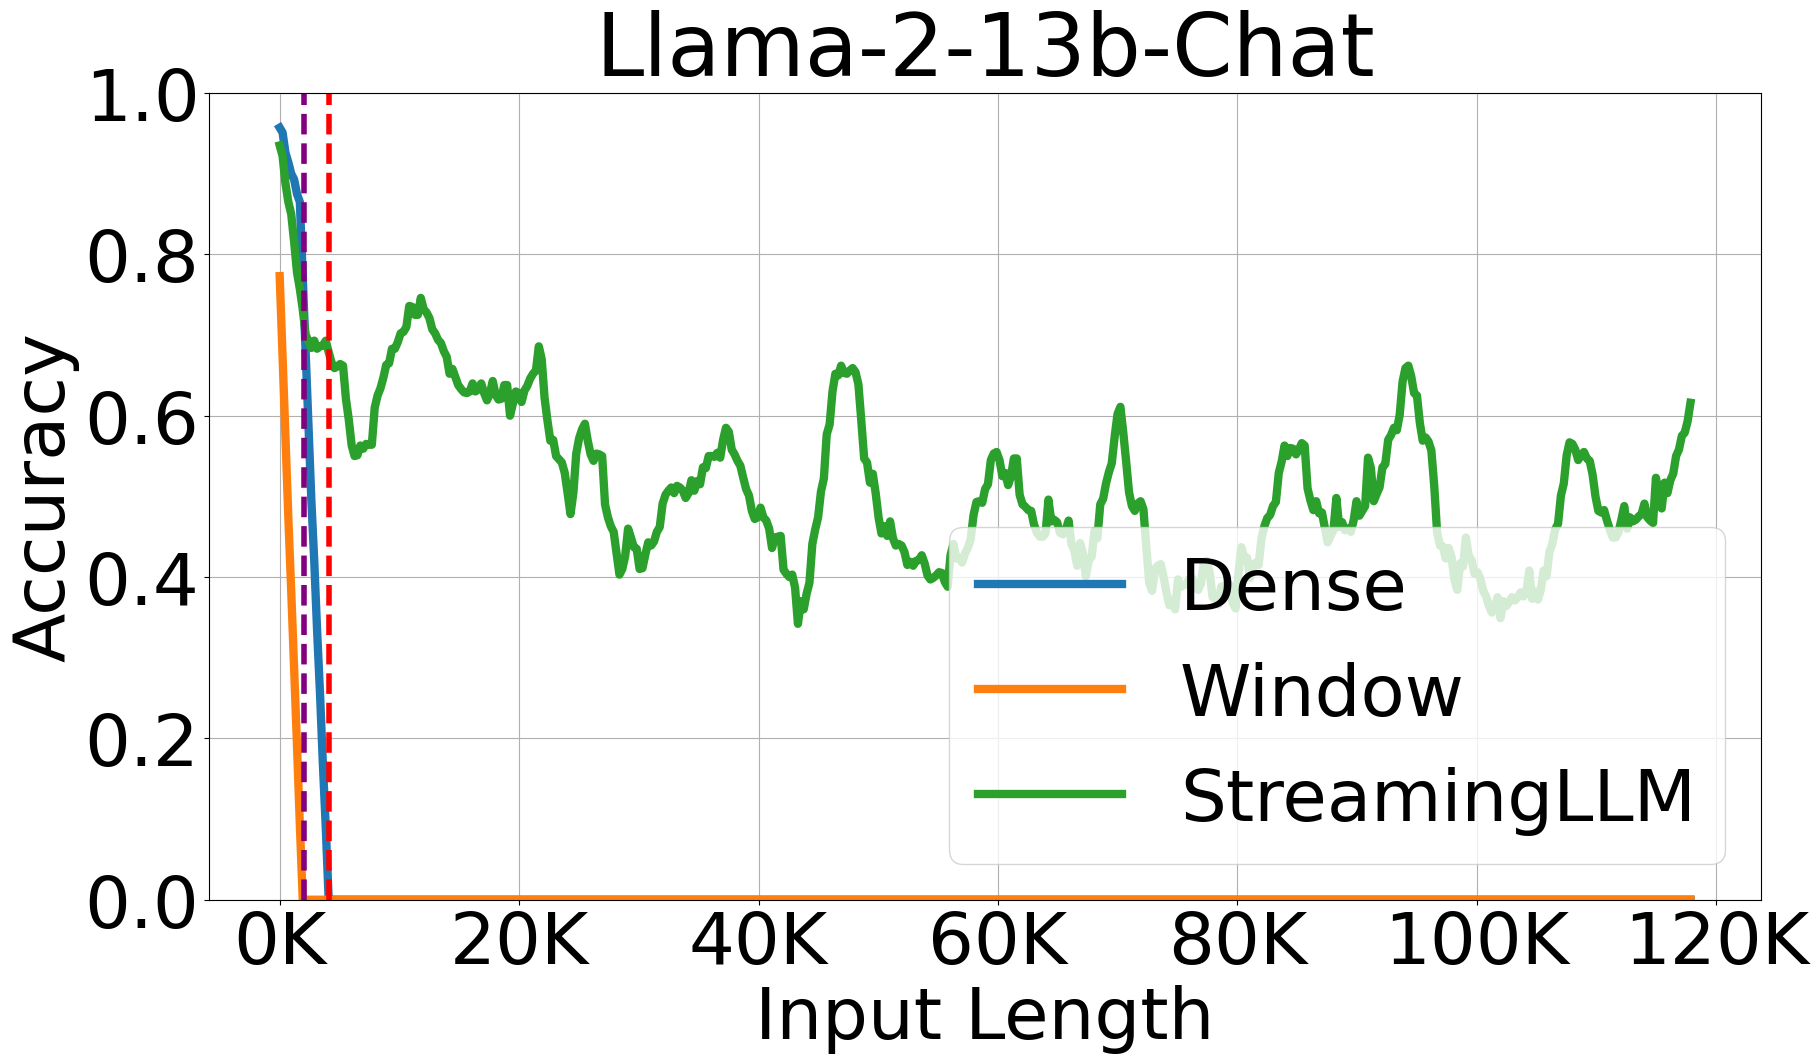 Llama-2-13b-Chat
1.0
0.8
0.6
0.4
0.2
0.0
Accuracy
Dense
Window
StreamingLLM
0K 20K 40K 60K 80K 100K 120K
Input Length